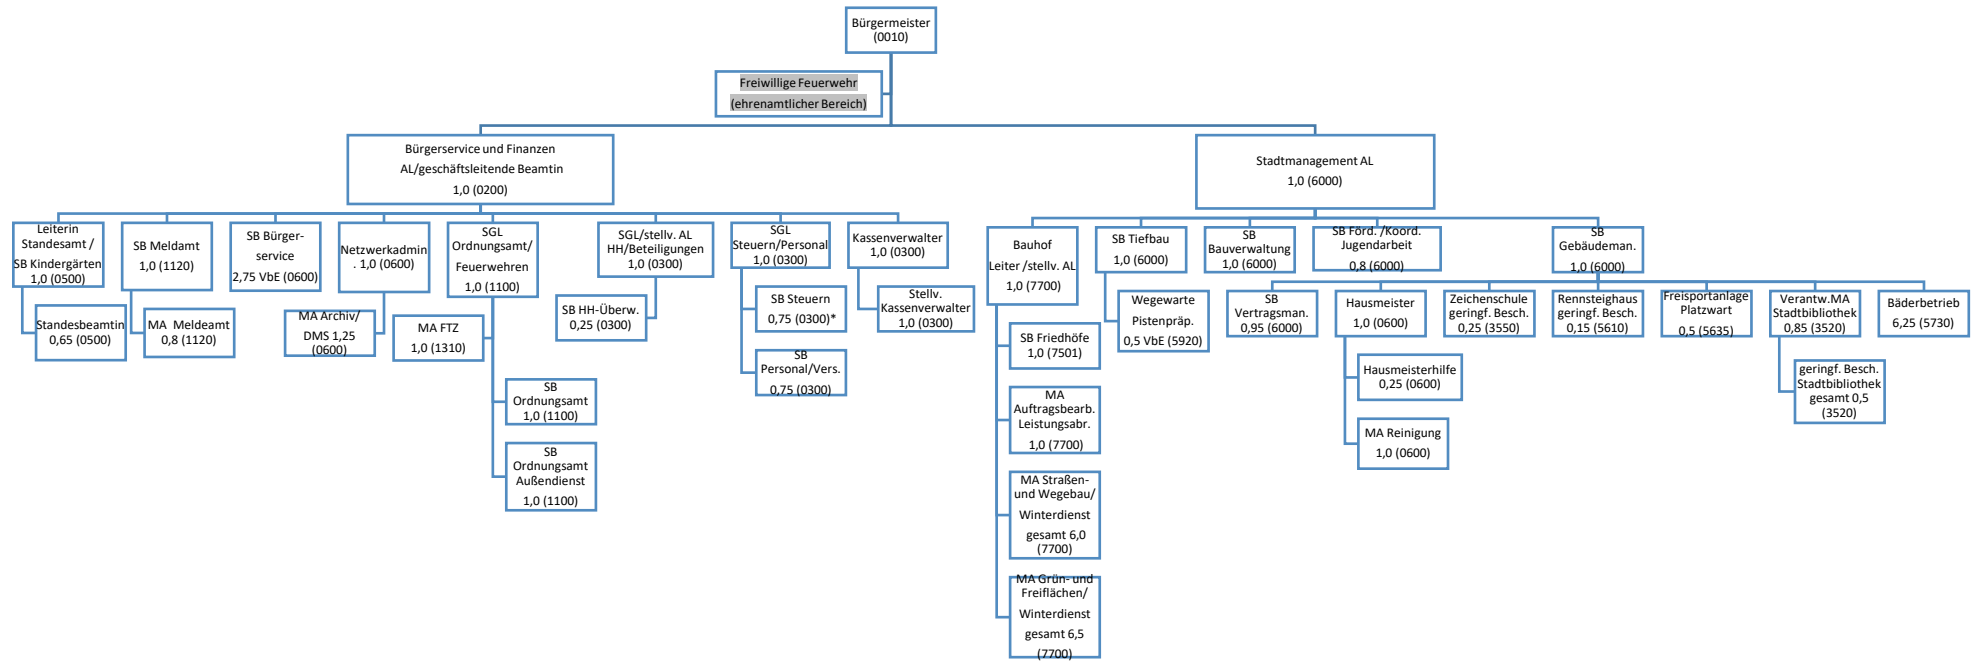 Bürgermeister
(0010)
Freiwillige Feuerwehr
(ehrenamtlicher Bereich)
Bürgerservice und Finanzen
AL/geschäftsleitende Beamtin
1,0 (0200)
Stadtmanagement AL
1,0 (6000)
Leiterin
Standesamt /
SB Kindergärten
1,0 (0500)
Standesbeamtin
0,65 (0500)
SB Meldamt
1,0 (1120)
MA  Meldeamt
0,8 (1120)
SB Bürger-
service
2,75 VbE (0600)
Netzwerkadmin
. 1,0 (0600)
MA Archiv/
DMS 1,25
(0600)
SGL
Ordnungsamt/
Feuerwehren
1,0 (1100)
MA FTZ
1,0 (1310)
SB
Ordnungsamt
1,0 (1100)
SB
Ordnungsamt
Außendienst
1,0 (1100)
SGL/stellv. AL
HH/Beteiligungen
1,0 (0300)
SB HH-Überw.
0,25 (0300)
SGL
Steuern/Personal
1,0 (0300)
SB Steuern
0,75 (0300)*
SB
Personal/Vers.
0,75 (0300)
Kassenverwalter
1,0 (0300)
Stellv.
Kassenverwalter
1,0 (0300)
Bauhof
Leiter /stellv. AL
1,0 (7700)
SB Friedhöfe
1,0 (7501)
MA
Auftragsbearb.
Leistungsabr.
1,0 (7700)
MA Straßen-
und Wegebau/
Winterdienst
gesamt 6,0
(7700)
MA Grün- und
Freiflächen/
Winterdienst
gesamt 6,5
(7700)
SB Tiefbau
1,0 (6000)
Wegewarte
Pistenpräp.
0,5 VbE (5920)
SB
Bauverwaltung
1,0 (6000)
SB Förd. /Koord.
Jugendarbeit
0,8 (6000)
SB
Gebäudeman.
1,0 (6000)
SB
Vertragsman.
0,95 (6000)
Hausmeister
1,0 (0600)
Hausmeisterhilfe
0,25 (0600)
MA Reinigung
1,0 (0600)
Zeichenschule
geringf. Besch.
0,25 (3550)
Rennsteighaus
geringf. Besch.
0,15 (5610)
Freisportanlage
Platzwart
0,5 (5635)
Verantw.MA
Stadtbibliothek
0,85 (3520)
geringf. Besch.
Stadtbibliothek
gesamt 0,5
(3520)
Bäderbetrieb
6,25 (5730)